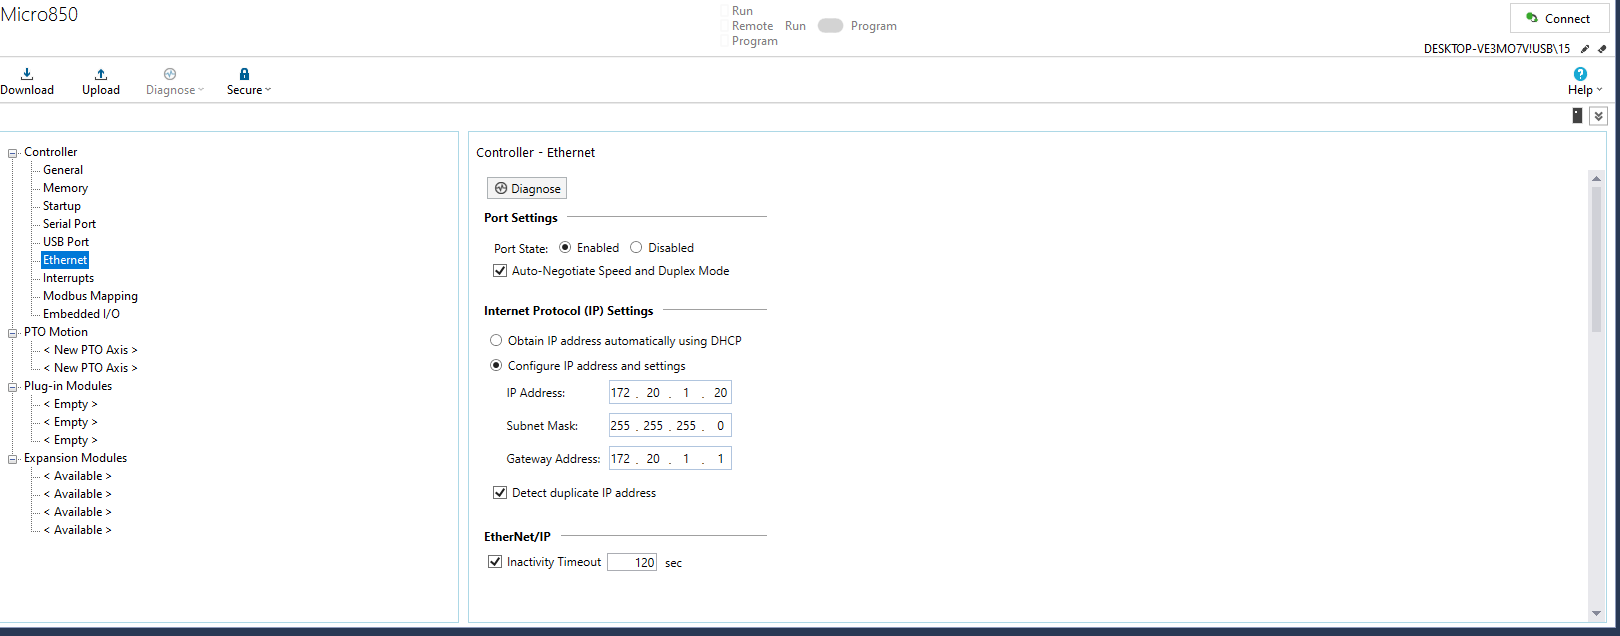 Micro850
Run
Remote Run Program
Program
Connect
DESKTOP-VE3MO7V!USB\15
Download Upload Diagnose Secure Help
Controller
General
Memory
Startup
Serial Port
USB Port
Ethernet
Interrupts
Modbus Mapping
Embedded I/O
PTO Motion
< New PTO Axis >
< New PTO Axis >
Plug-in Modules
< Empty >
< Empty >
< Empty >
Expansion Modules
< Available >
< Available >
< Available >
< Available >
Controller - Ethernet
Diagnose
Port Settings
Port State: Enabled Disabled
Auto-Negotiate Speed and Duplex Mode
Internet Protocol (IP) Settings
Obtain IP address automatically using DHCP
Configure IP address and settings
IP Address: 172 . 20 . 1 . 20
Subnet Mask: 255 . 255 . 255 . 0
Gateway Address: 172 . 20 . 1 . 1
Detect duplicate IP address
EtherNet/IP
Inactivity Timeout 120 sec